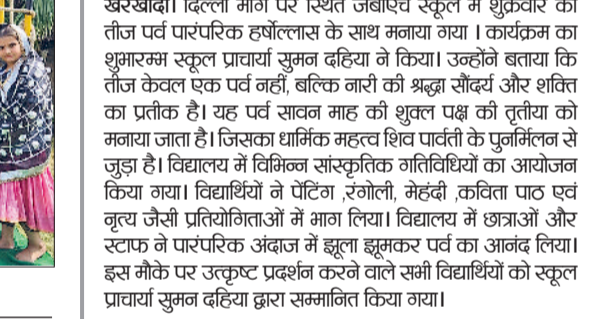 खरखौदा। दिल्ली मार्ग पर स्थित जेबीएच स्कूल में शुक्रवार को
तीज पर्व पारंपरिक हर्षोल्लास के साथ मनाया गया । कार्यक्रम का
शुभारम्भ स्कूल प्राचार्या सुमन दहिया ने किया। उन्होंने बताया कि
तीज केवल एक पर्व नहीं, बल्कि नारी की श्रद्धा सौंदर्य और शक्ति
का प्रतीक है। यह पर्व सावन माह की शुक्ल पक्ष की तृतीया को
मनाया जाता है। जिसका धार्मिक महत्व शिव पार्वती के पुनर्मिलन से
जुड़ा है। विद्यालय में विभिन्न सांस्कृतिक गतिविधियों का आयोजन
किया गया। विद्यार्थियों ने पेंटिंग ,रंगोली, मेहंदी ,कविता पाठ एवं
नृत्य जैसी प्रतियोगिताओं में भाग लिया। विद्यालय में छात्राओं और
स्टाफ ने पारंपरिक अंदाज में झूला झूमकर पर्व का आनंद लिया।
इस मौके पर उत्कृष्ट प्रदर्शन करने वाले सभी विद्यार्थियों को स्कूल
प्राचार्या सुमन दहिया द्वारा सम्मानित किया गया।